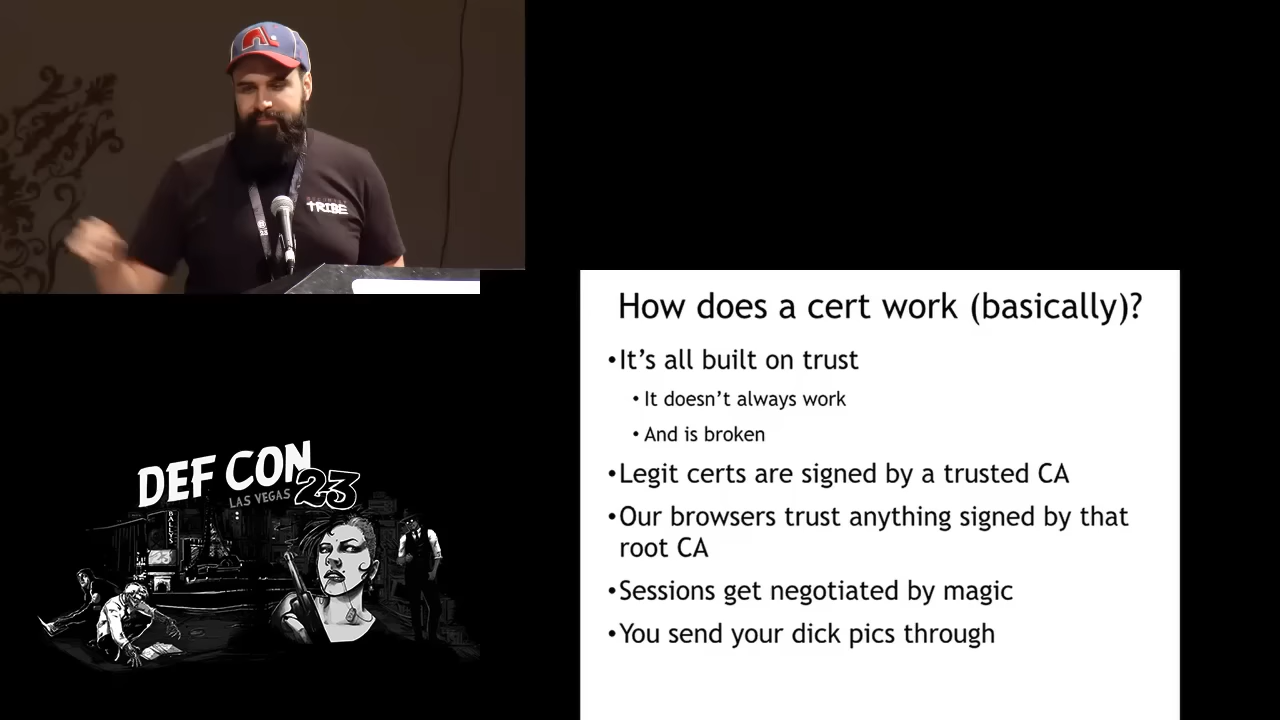 TRIBE
How does a cert work (basically)?
•It’s all built on trust
• It doesn’t always work
• And is broken
•Legit certs are signed by a trusted CA
•Our browsers trust anything signed by that
root CA
•Sessions get negotiated by magic
•You send your dick pics through
DEF CON
LAS VEGAS 23
BALLY'S
23